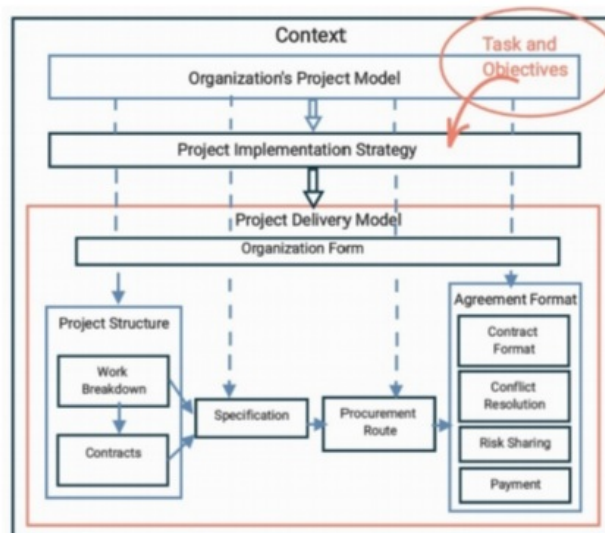 Context
Task and
Objectives
Organization's Project Model
Project Implementation Strategy
Project Delivery Model
Organization Form
Project Structure
Work
Breakdown
Contracts
Specification
Procurement
Route
Agreement Format
Contract
Format
Conflict
Resolution
Risk Sharing
Payment